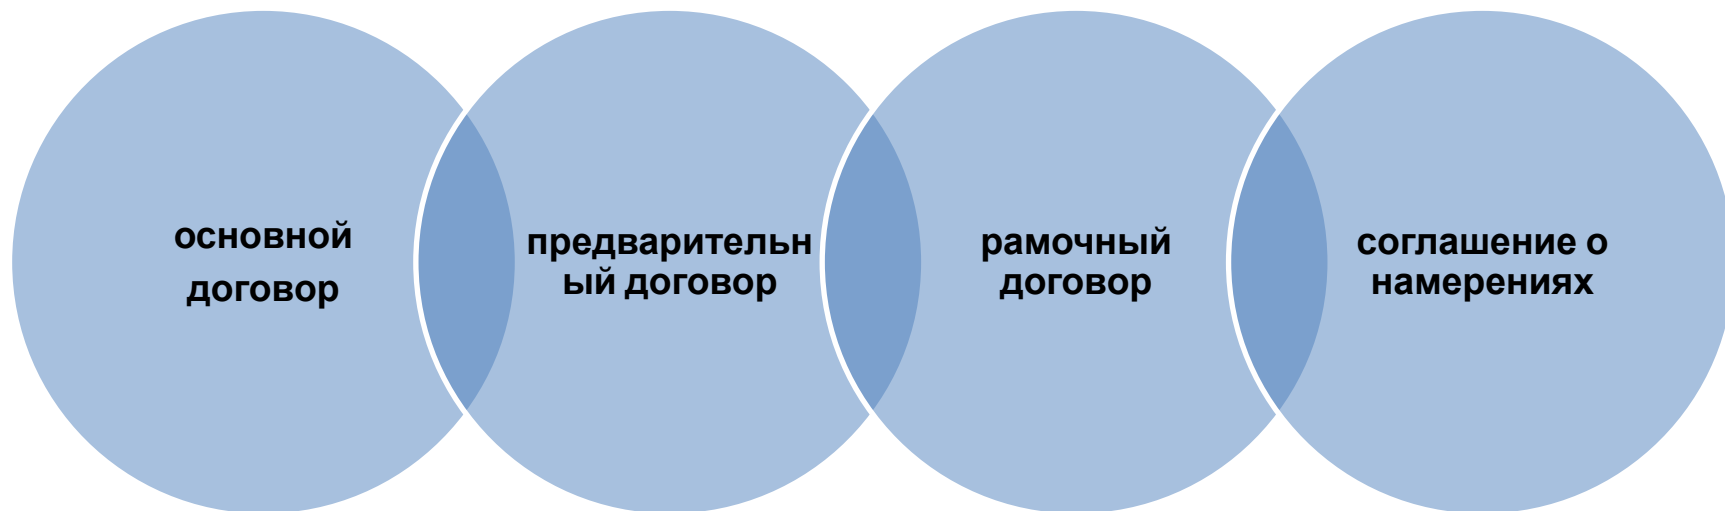 основной
договор
предварительн
ый договор
рамочный
договор
соглашение о
намерениях